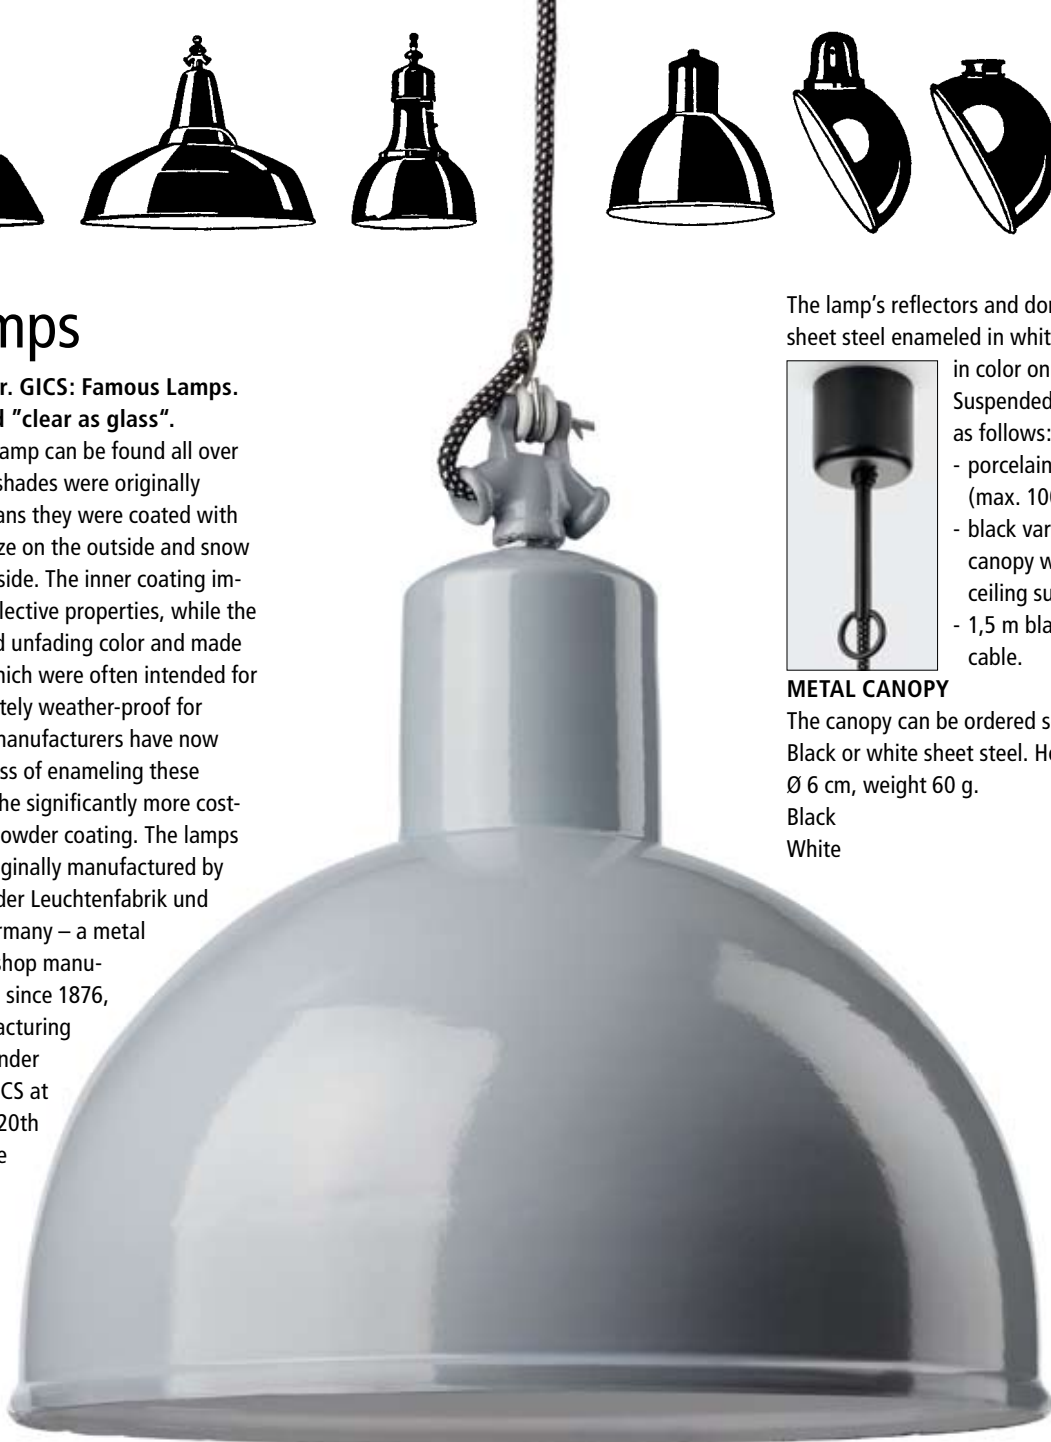 mps
r. GICS: Famous Lamps.
d ”clear as glass“.
amp can be found all over
shades were originally
ans they were coated with
ze on the outside and snow
side. The inner coating im-
lective properties, while the
d unfading color and made
hich were often intended for
tely weather-proof for
manufacturers have now
ss of enameling these
he significantly more cost-
owder coating. The lamps
ginally manufactured by
der Leuchtenfabrik und
rmany – a metal
shop manu-
since 1876,
acturing
nder
CS at
20th
e
The lamp’s reflectors and do
sheet steel enameled in whit
in color on
Suspended
as follows:
- porcelain
(max. 10
- black var
canopy w
ceiling su
- 1,5 m bla
cable.
METAL CANOPY
The canopy can be ordered s
Black or white sheet steel. He
Ø 6 cm, weight 60 g.
Black
White